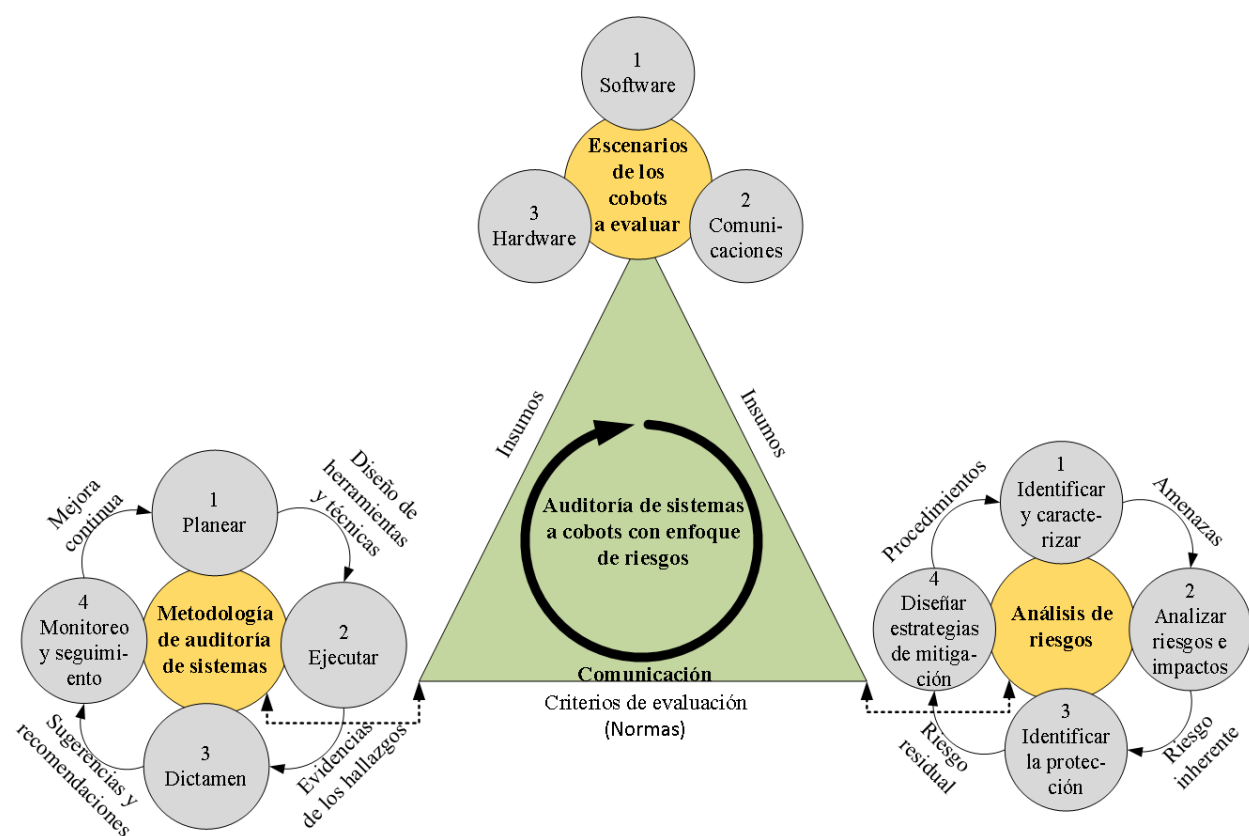 1
Software
Escenarios
de los
cobots
a evaluar
3
Hardware
2
Comuni-
caciones
Insumos
Insumos
Auditoría de sistemas
a cobots con enfoque
de riesgos
Comunicación
Criterios de evaluación
(Normas)
1
Planear
Diseño de
herramientas
y técnicas
2
Ejecutar
Evidencias
de los hallazgos
3
Dictamen
Sugerencias y
recomendaciones
4
Monitoreo
y seguimi-
ento
Mejora
continua
Metodología
de auditoría
de sistemas
1
Identificar
y caracte-
rizar
Amenazas
2
Analizar
riesgos e
impactos
Riesgo
inherente
3
Identificar
la protec-
ción
Riesgo
residual
4
Diseñar
estrategias
de mitiga-
ción
Procedimientos
Análisis de
riesgos